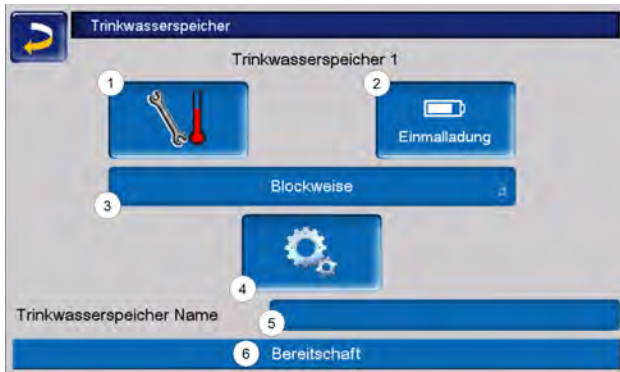 Trinkwasserspeicher
Trinkwasserspeicher 1
1
2
Einmalladung
3
Blockweise
4
Trinkwasserspeicher Name
5
6 Bereitschaft